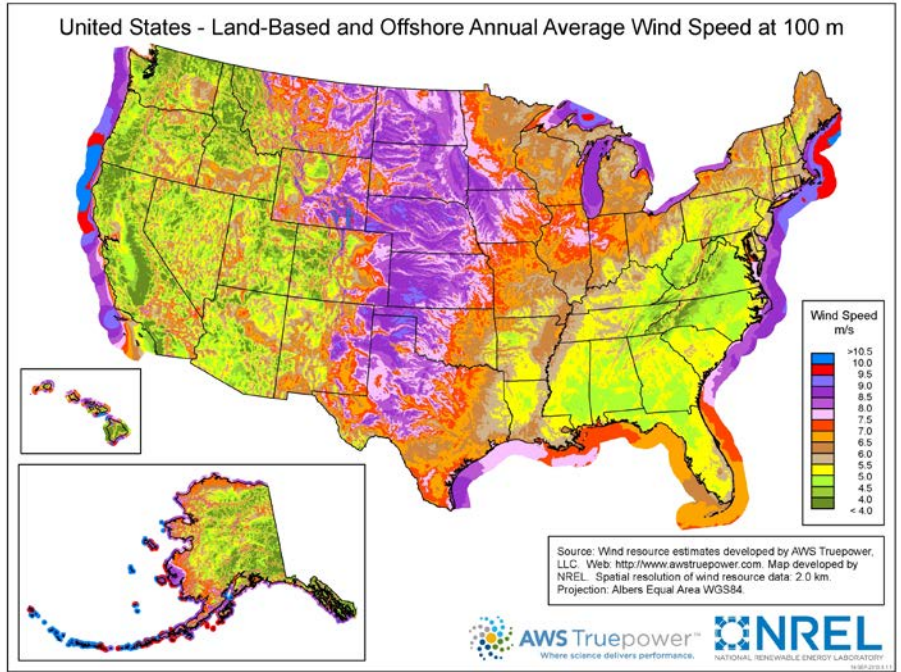 United States - Land-Based and Offshore Annual Average Wind Speed at 100 m
Wind Speed
m/s
>10.5
10.0
9.5
9.0
8.5
8.0
7.5
7.0
6.5
6.0
5.5
5.0
4.5
4.0
< 4.0
Source: Wind resource estimates developed by AWS Truepower,
LLC. Web: http://www.awstruepower.com. Map developed by
NREL. Spatial resolution of wind resource data: 2.0 km.
Projection: Albers Equal Area WGS84.
AWS Truepower™
Where science delivers performance.
NREL
NATIONAL RENEWABLE ENERGY LABORATORY